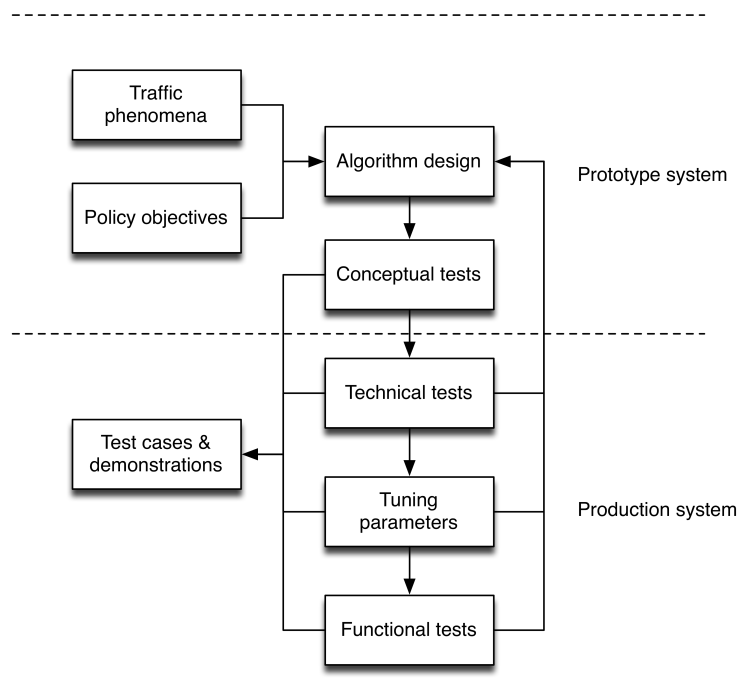 Traffic
phenomena
Policy objectives
Algorithm design
Prototype system
Conceptual tests
Technical tests
Test cases &
demonstrations
Tuning
parameters
Production system
Functional tests